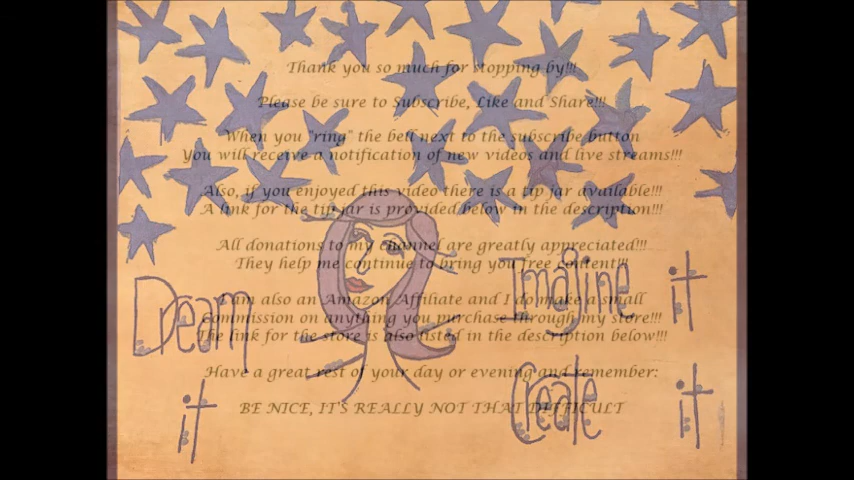 Thank you so much for stopping by!!!
Please be sure to Subscribe, Like and Share!!!
When you "ring" the bell next to the subscribe button
You will receive a notification of new videos and live streams!!!
Also, if you enjoyed this video there is a tip jar available!!!
A link for the tip jar is provided below in the description!!!
All donations to my channel are greatly appreciated!!!
They help me continue to bring you free content!!!
I am also an Amazon Affiliate and I do make a small
commission on anything you purchase through my store!!!
The link for the store is also listed in the description below!!!
Have a great rest of your day or evening and remember:
BE NICE, IT'S REALLY NOT THAT DIFFICULT
Dream
it
Imagine it
Create it